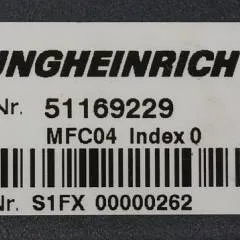 UNGHEINRICH
Nr. 51169229
MFC04 Index 0
Nr. S1FX 00000262